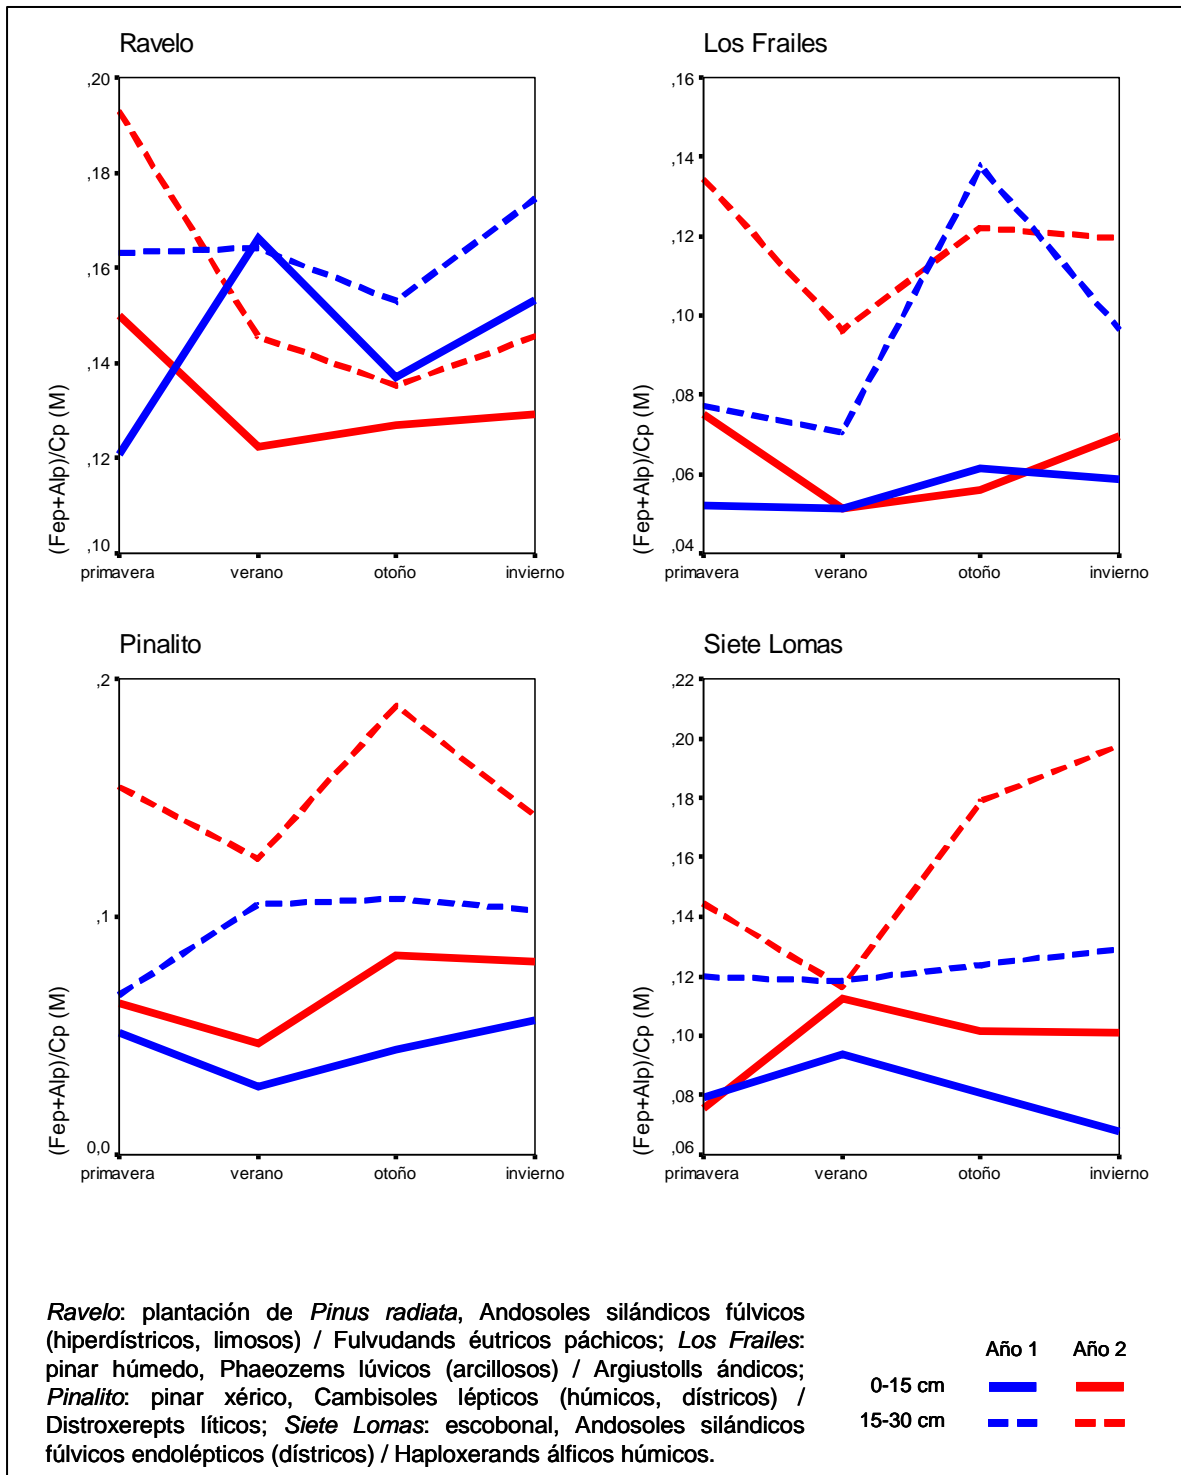 Ravelo
,20
,18
,16
,14
,12
,10
(Fep+Alp)/Cp (M)
primavera verano otoño invierno
Los Frailes
,16
,14
,12
,10
,08
,06
,04
(Fep+Alp)/Cp (M)
primavera verano otoño invierno
Pinalito
,2
,1
0,0
(Fep+Alp)/Cp (M)
primavera verano otoño invierno
Siete Lomas
,22
,20
,18
,16
,14
,12
,10
,08
,06
(Fep+Alp)/Cp (M)
primavera verano otoño invierno
Ravelo: plantación de Pinus radiata, Andosoles silándicos fúlvicos
(hiperdístricos, limosos) / Fulvudands éutricos páchicos; Los Frailes:
pinar húmedo, Phaeozems lúvicos (arcillosos) / Argiustolls ándicos;
Pinalito: pinar xérico, Cambisoles lépticos (húmicos, dístricos) /
Distroxerepts líticos; Siete Lomas: escobonal, Andosoles silándicos
fúlvicos endolépticos (dístricos) / Haploxerands álficos húmicos.
Año 1 Año 2
0-15 cm
15-30 cm